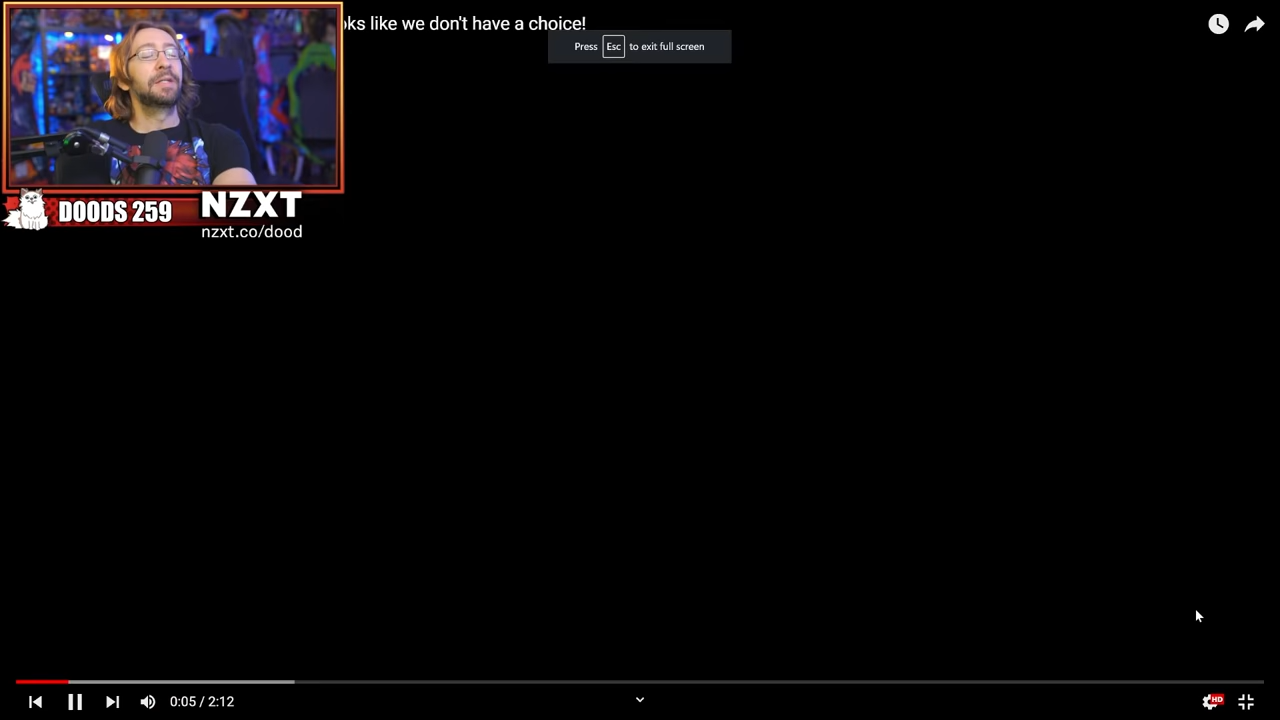 oks like we don't have a choice!
Press Esc to exit full screen
DOODS 259
NZXT
nzxt.co/dood
0:05 / 2:12
HD